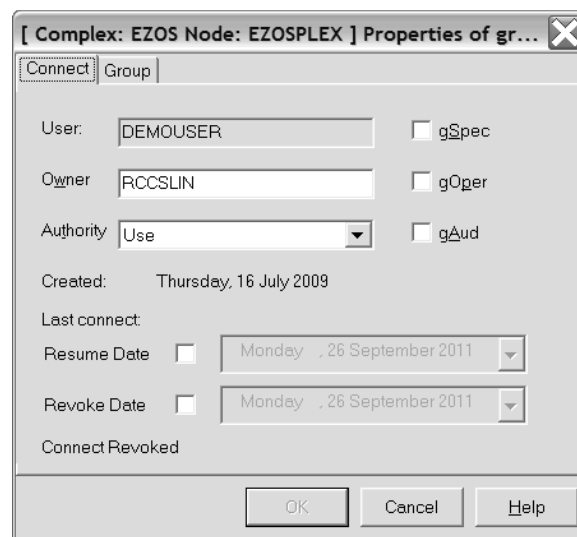 [ Complex: EZOS Node: EZOSPLEX ] Properties of gr...
Connect Group
User: DEMOUSER gSpec
Owner RCCSLIN gOper
Authority Use gAud
Created: Thursday, 16 July 2009
Last connect:
Resume Date Monday , 26 September 2011
Revoke Date Monday , 26 September 2011
Connect Revoked
OK Cancel Help